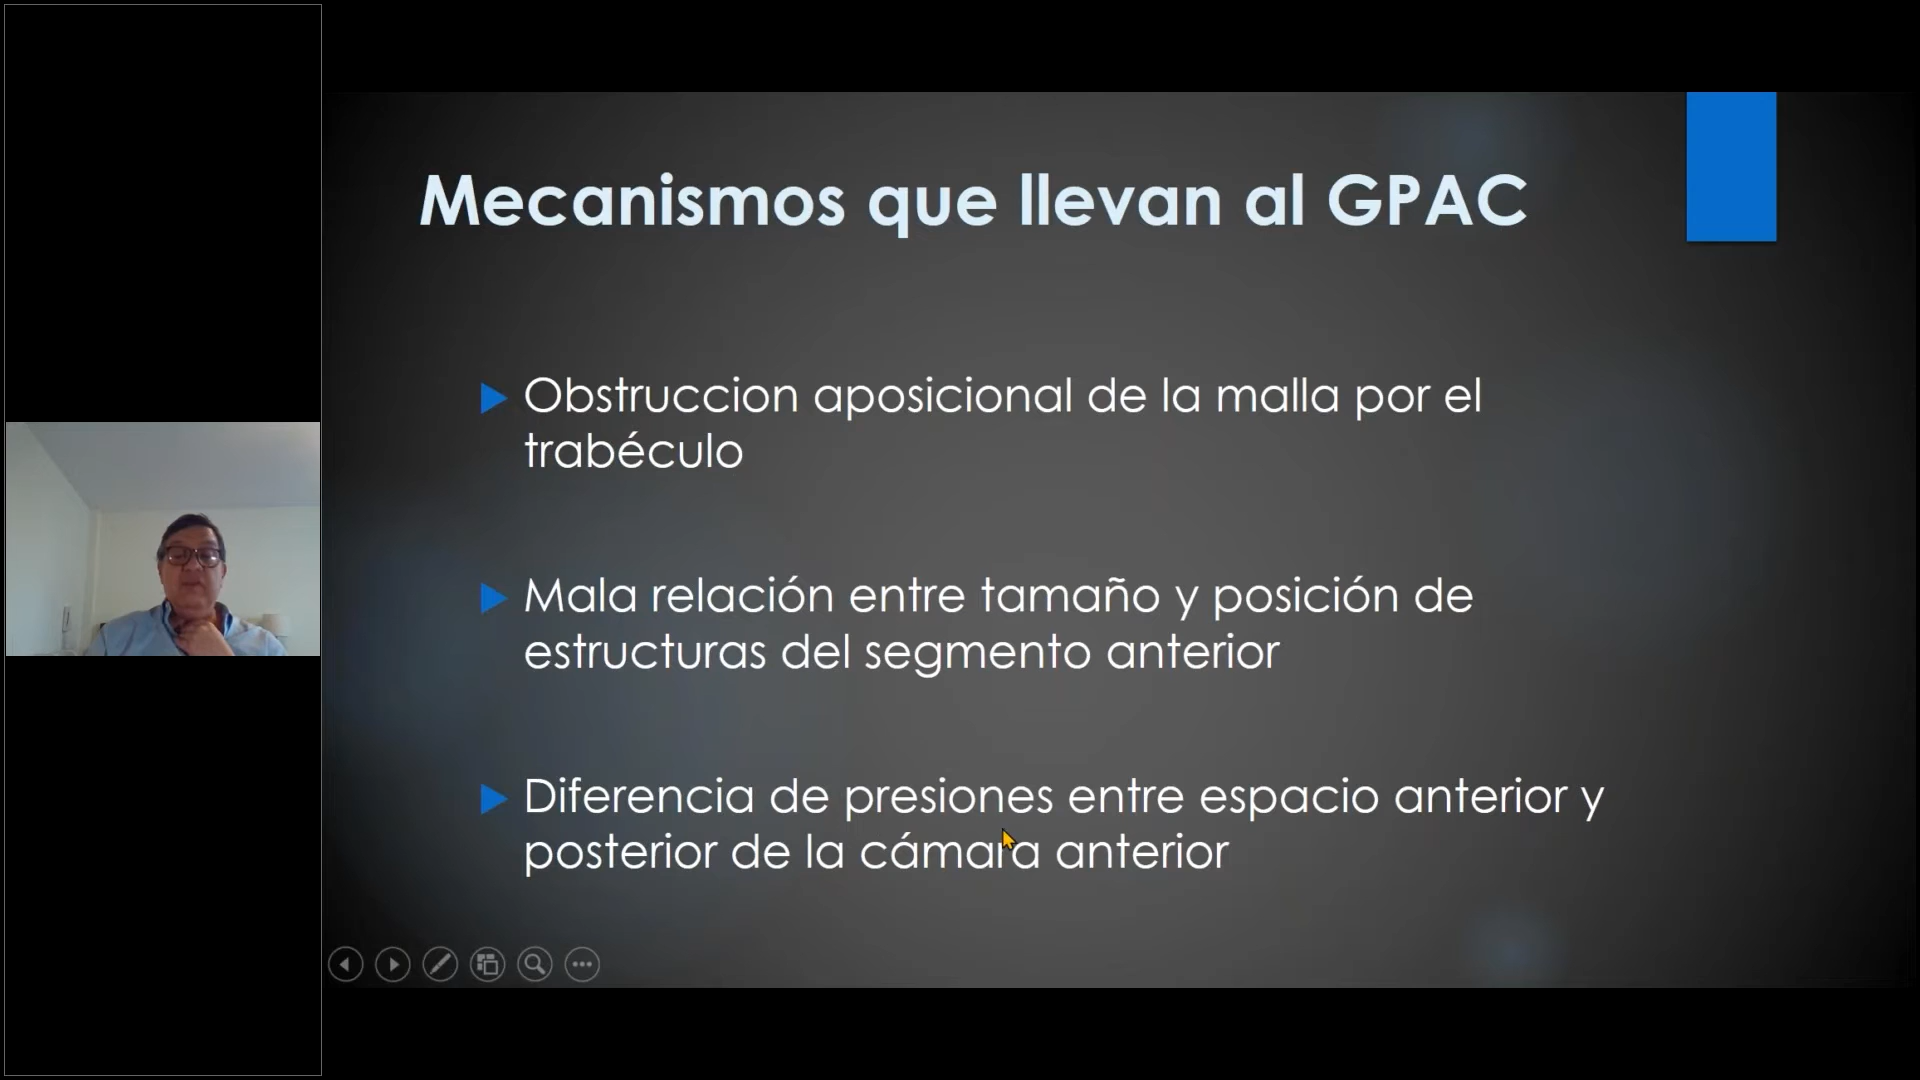 Mecanismos que llevan al GPAC
Obstruccion aposicional de la malla por el
trabéculo
Mala relación entre tamaño y posición de
estructuras del segmento anterior
Diferencia de presiones entre espacio anterior y
posterior de la cámara anterior